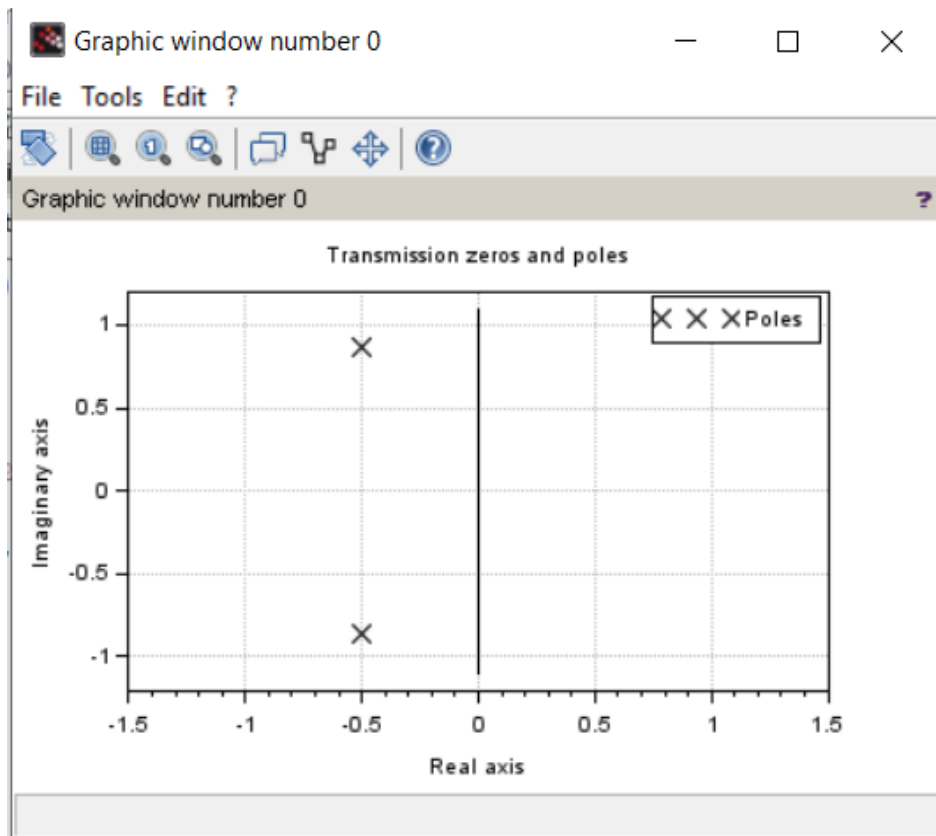 Graphic window number 0
File Tools Edit ?
Graphic window number 0 ?
Transmission zeros and poles
Poles
1
0.5
0
-0.5
-1
Imaginary axis
-1.5 -1 -0.5 0 0.5 1 1.5
Real axis